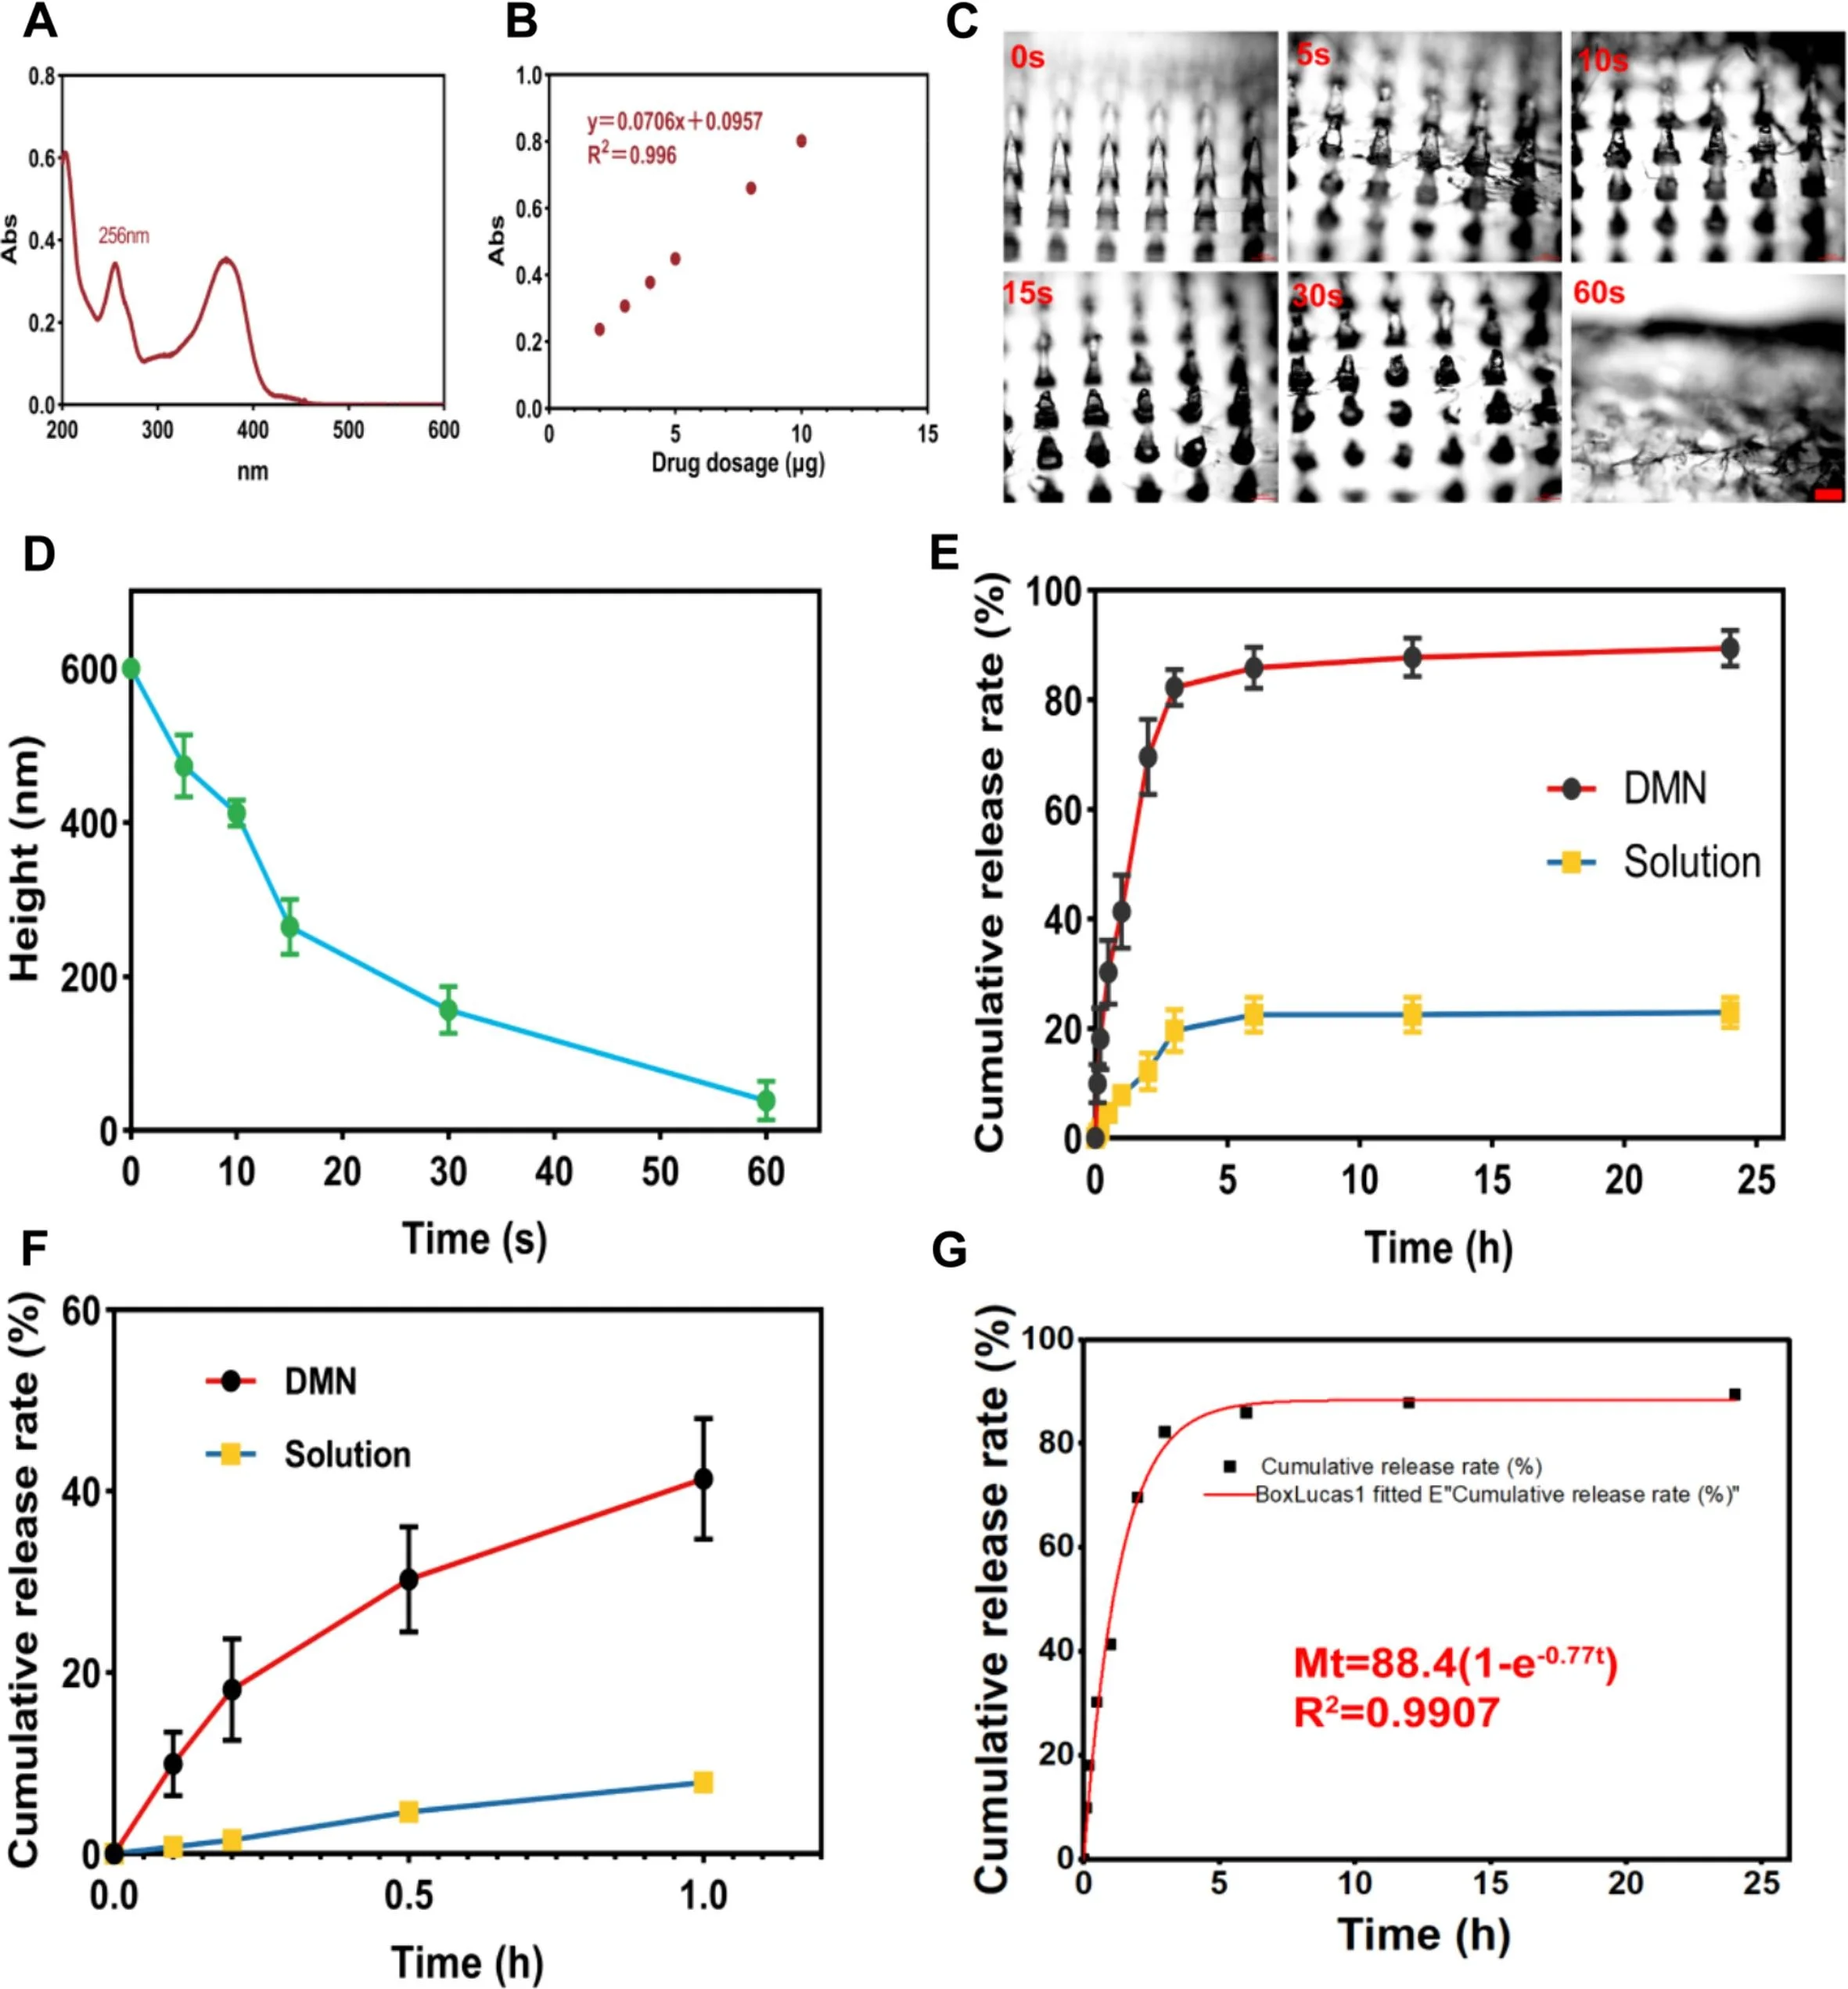 A
0.8
0.6
0.4
0.2
0.0
Abs
256nm
200 300 400 500 600
nm
B
1.0
0.8
0.6
0.4
0.2
0.0
Abs
y=0.0706x+0.0957
R²=0.996
0 5 10 15
Drug dosage (μg)
C
0s
5s
10s
15s
30s
60s
D
600
400
200
0
Height (nm)
0 10 20 30 40 50 60
Time (s)
E
100
80
60
40
20
0
Cumulative release rate (%)
DMN
Solution
0 5 10 15 20 25
Time (h)
F
60
40
20
0
Cumulative release rate (%)
DMN
Solution
0.0 0.5 1.0
Time (h)
G
100
80
60
40
20
0
Cumulative release rate (%)
Cumulative release rate (%)
BoxLucas1 fitted E"Cumulative release rate (%)"
Mt=88.4(1-e^-0.77t)
R²=0.9907
0 5 10 15 20 25
Time (h)